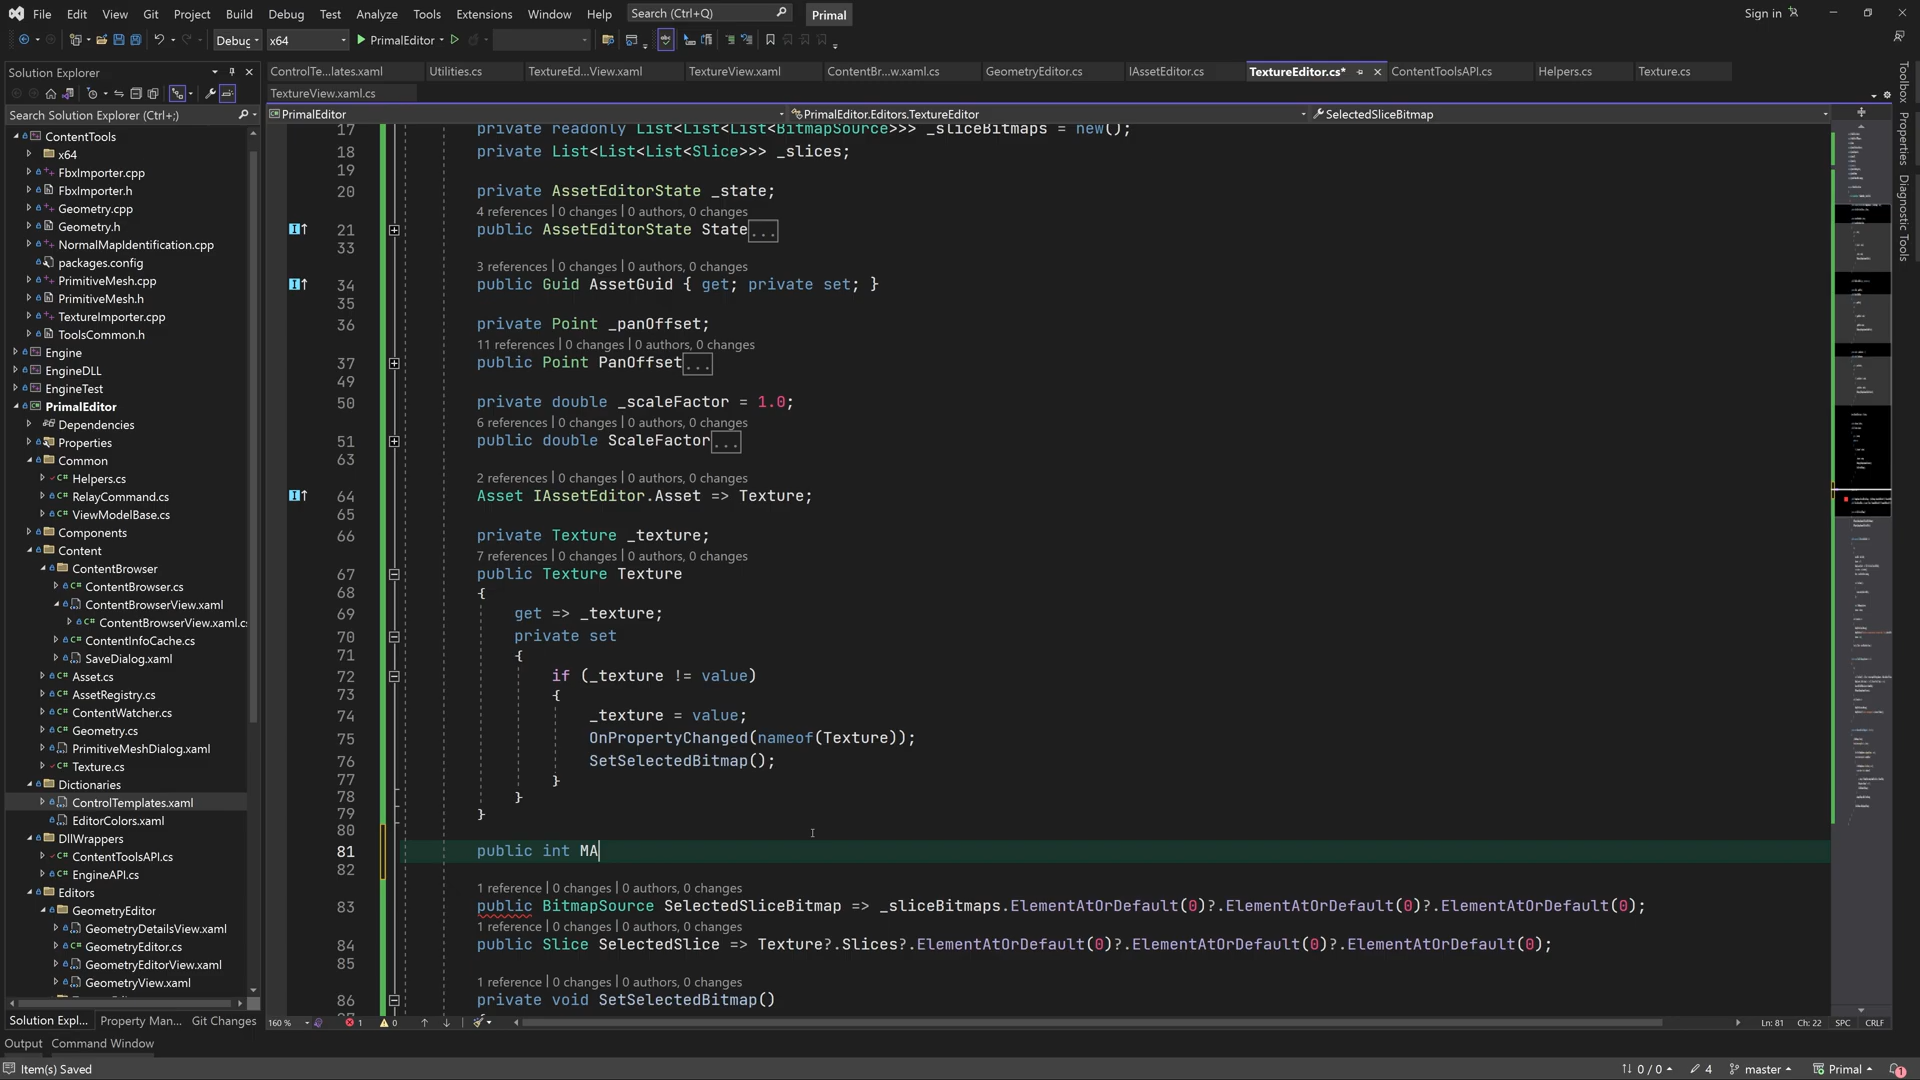 File Edit View Git Project Build Debug Test Analyze Tools Extensions Window Help Search (Ctrl+Q) Primal Sign in
Debug x64 PrimalEditor
Solution Explorer
Search Solution Explorer (Ctrl+;)
ContentTools
x64
FbxImporter.cpp
FbxImporter.h
Geometry.cpp
Geometry.h
NormalMapIdentification.cpp
packages.config
PrimitiveMesh.cpp
PrimitiveMesh.h
TextureImporter.cpp
ToolsCommon.h
Engine
EngineDLL
EngineTest
PrimalEditor
Dependencies
Properties
Common
Helpers.cs
RelayCommand.cs
ViewModelBase.cs
Components
Content
ContentBrowser
ContentBrowser.cs
ContentBrowserView.xaml
ContentBrowserView.xaml.c
ContentInfoCache.cs
SaveDialog.xaml
Asset.cs
AssetRegistry.cs
ContentWatcher.cs
Geometry.cs
PrimitiveMeshDialog.xaml
Texture.cs
Dictionaries
ControlTemplates.xaml
EditorColors.xaml
DllWrappers
ContentToolsAPI.cs
EngineAPI.cs
Editors
GeometryEditor
GeometryDetailsView.xaml
GeometryEditor.cs
GeometryEditorView.xaml
GeometryView.xaml
Solution Expl... Property Man... Git Changes
ControlTe...lates.xaml Utilities.cs TextureEd...View.xaml TextureView.xaml ContentBr...w.xaml.cs GeometryEditor.cs IAssetEditor.cs TextureEditor.cs* ContentToolsAPI.cs Helpers.cs Texture.cs
TextureView.xaml.cs
PrimalEditor PrimalEditor.Editors.TextureEditor SelectedSliceBitmap
17 private readonly List<List<List<BitmapSource>>> _sliceBitmaps = new();
18 private List<List<List<Slice>>> _slices;
19
20 private AssetEditorState _state;
4 references | 0 changes | 0 authors, 0 changes
21 public AssetEditorState State...
33
3 references | 0 changes | 0 authors, 0 changes
34 public Guid AssetGuid { get; private set; }
35
36 private Point _panOffset;
11 references | 0 changes | 0 authors, 0 changes
37 public Point PanOffset...
49
50 private double _scaleFactor = 1.0;
6 references | 0 changes | 0 authors, 0 changes
51 public double ScaleFactor...
63
2 references | 0 changes | 0 authors, 0 changes
64 Asset IAssetEditor.Asset => Texture;
65
66 private Texture _texture;
7 references | 0 changes | 0 authors, 0 changes
67 public Texture Texture
68 {
69 get => _texture;
70 private set
71 {
72 if (_texture != value)
73 {
74 _texture = value;
75 OnPropertyChanged(nameof(Texture));
76 SetSelectedBitmap();
77 }
78 }
79 }
80
81 public int MA
82
1 reference | 0 changes | 0 authors, 0 changes
83 public BitmapSource SelectedSliceBitmap => _sliceBitmaps.ElementAtOrDefault(0)?.ElementAtOrDefault(0)?.ElementAtOrDefault(0);
1 reference | 0 changes | 0 authors, 0 changes
84 public Slice SelectedSlice => Texture?.Slices?.ElementAtOrDefault(0)?.ElementAtOrDefault(0)?.ElementAtOrDefault(0);
85
1 reference | 0 changes | 0 authors, 0 changes
86 private void SetSelectedBitmap()
160 % 1 0 Ln: 81 Ch: 22 SPC CRLF
Toolbox
Properties
Diagnostic Tools
Output Command Window
Item(s) Saved 0 / 0 4 master Primal 1